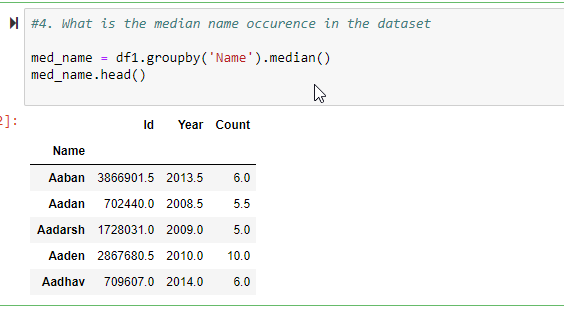 #4. What is the median name occurence in the dataset
med_name = df1.groupby('Name').median()
med_name.head()
2]:
Id Year Count
Name
Aaban 3866901.5 2013.5 6.0
Aadan 702440.0 2008.5 5.5
Aadarsh 1728031.0 2009.0 5.0
Aaden 2867680.5 2010.0 10.0
Aadhav 709607.0 2014.0 6.0